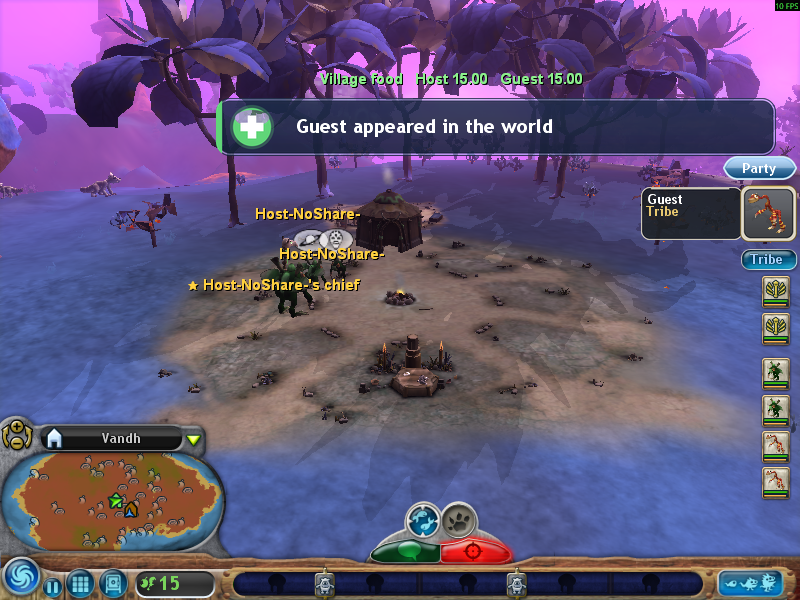 10 FPS
Village food Host 15.00 Guest 15.00
Guest appeared in the world
Party
Guest
Tribe
Host-NoShare-
Host-NoShare-
Host-NoShare-'s chief
Tribe
Vandh
15